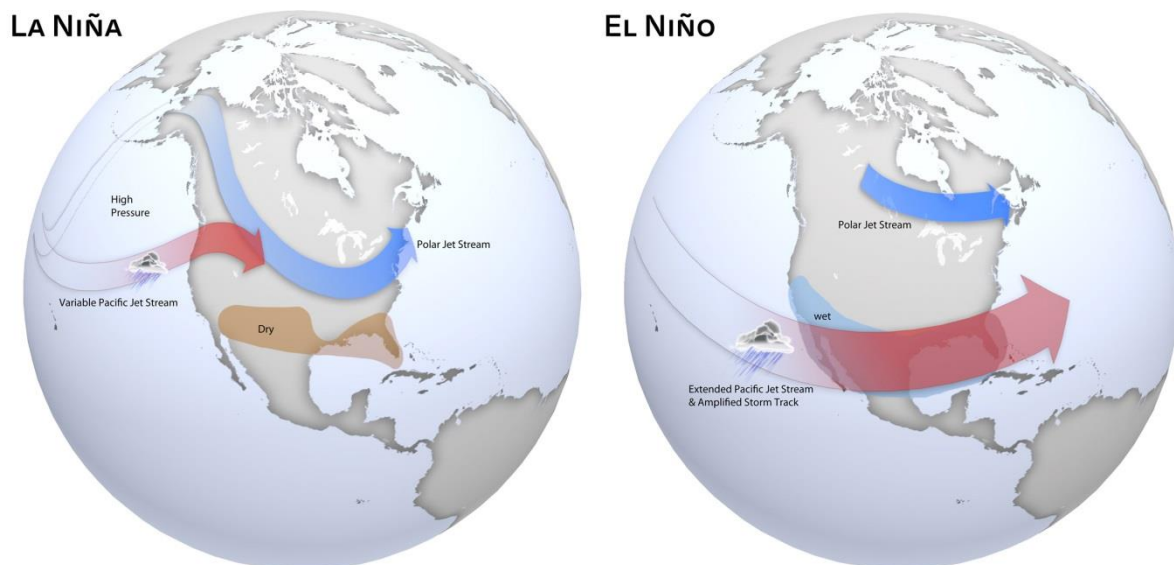 LA NIÑA
High
Pressure
Polar Jet Stream
Variable Pacific Jet Stream
Dry
EL NIÑO
Polar Jet Stream
wet
Extended Pacific Jet Stream
& Amplified Storm Track